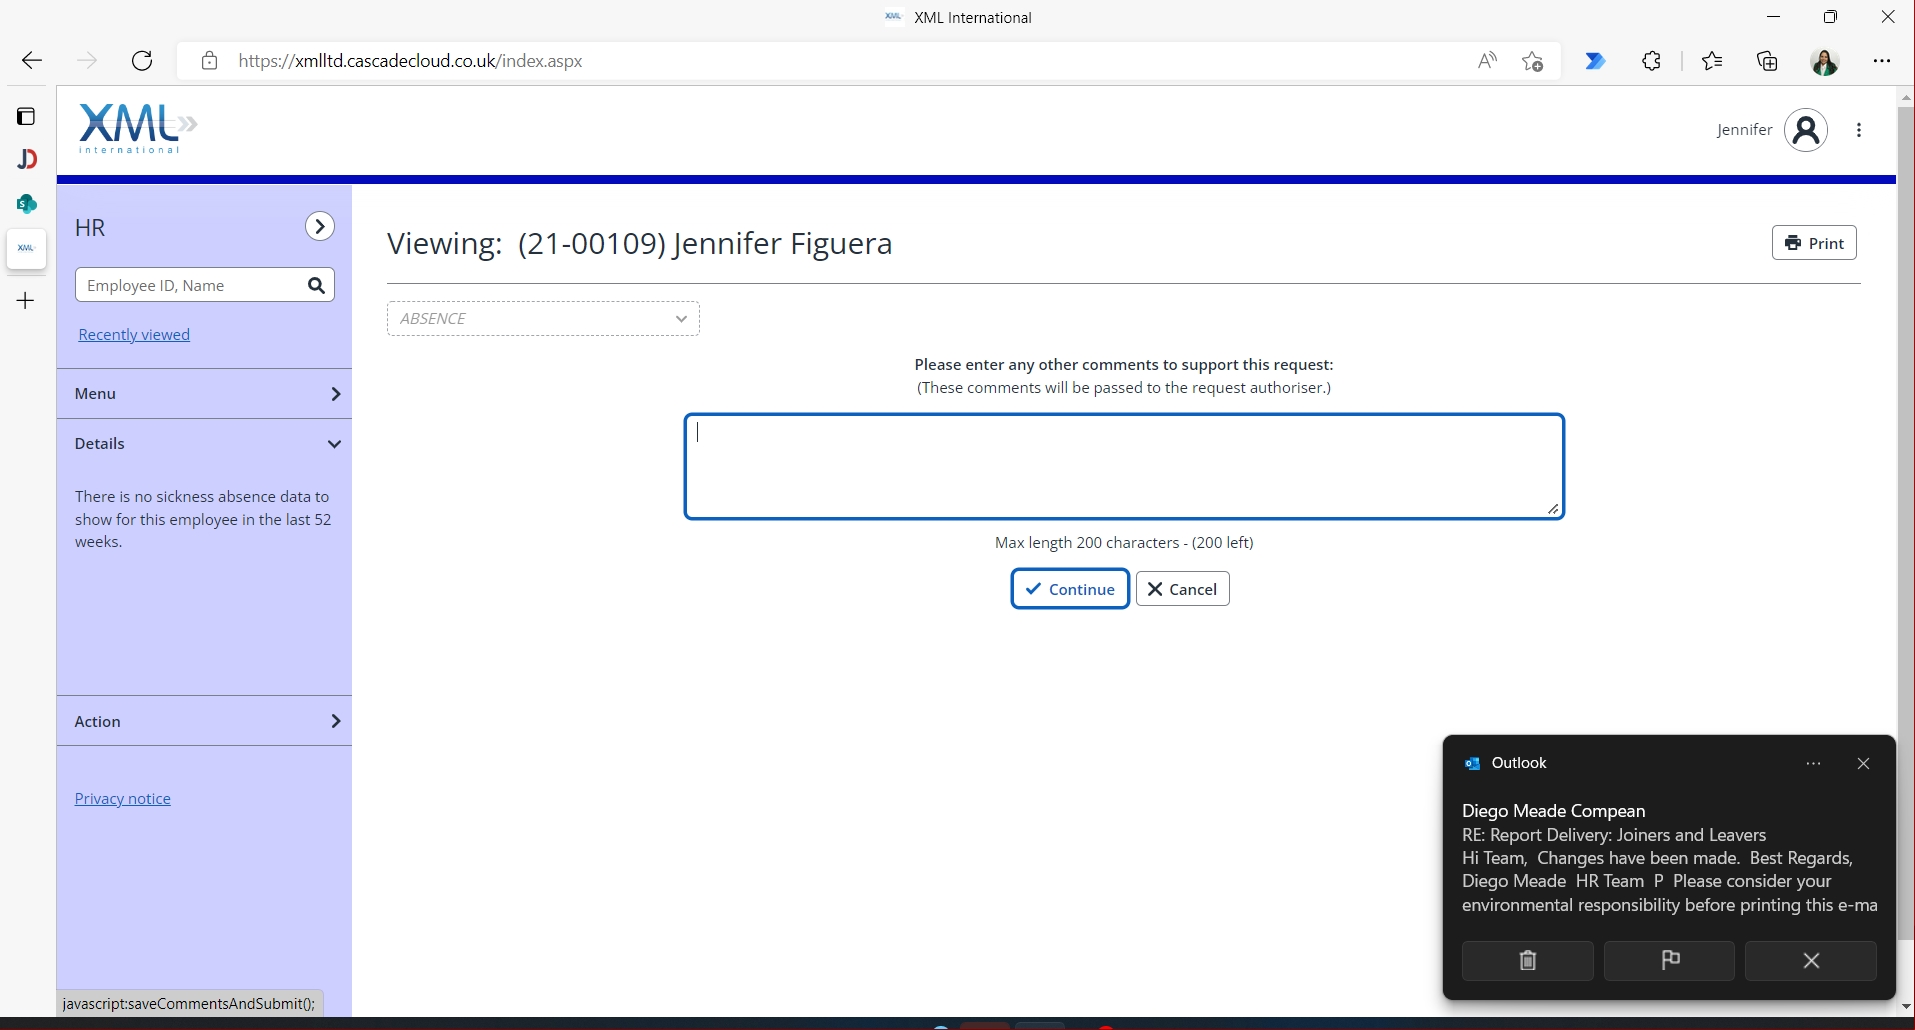 XML International
https://xmlltd.cascadecloud.co.uk/index.aspx
XML
international
Jennifer
HR
Employee ID, Name
Recently viewed
Menu
Details
There is no sickness absence data to
show for this employee in the last 52
weeks.
Action
Privacy notice
javascript:saveCommentsAndSubmit();
Viewing: (21-00109) Jennifer Figuera
Print
ABSENCE
Please enter any other comments to support this request:
(These comments will be passed to the request authoriser.)
Max length 200 characters - (200 left)
Continue
Cancel
Outlook
Diego Meade Compean
RE: Report Delivery: Joiners and Leavers
Hi Team, Changes have been made. Best Regards,
Diego Meade HR Team P Please consider your
environmental responsibility before printing this e-ma